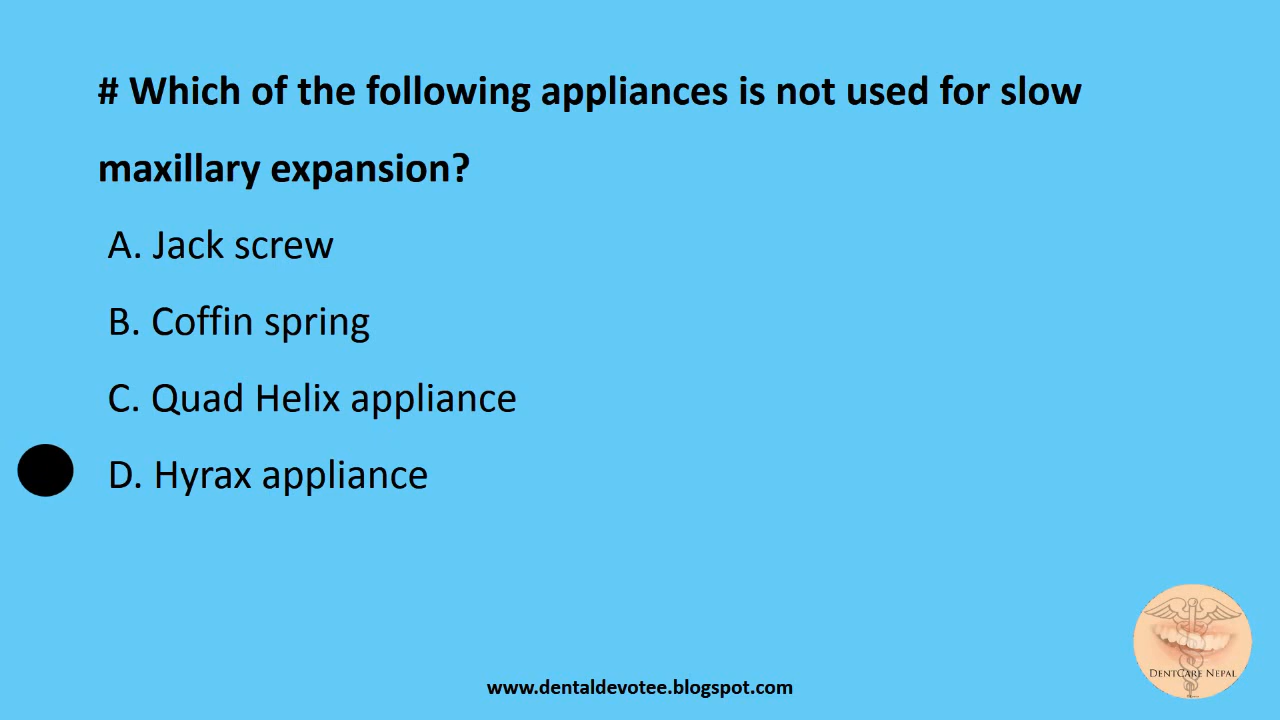 # Which of the following appliances is not used for slow
maxillary expansion?
A. Jack screw
B. Coffin spring
C. Quad Helix appliance
D. Hyrax appliance
DENTCARE NEPAL
www.dentaldevotee.blogspot.com